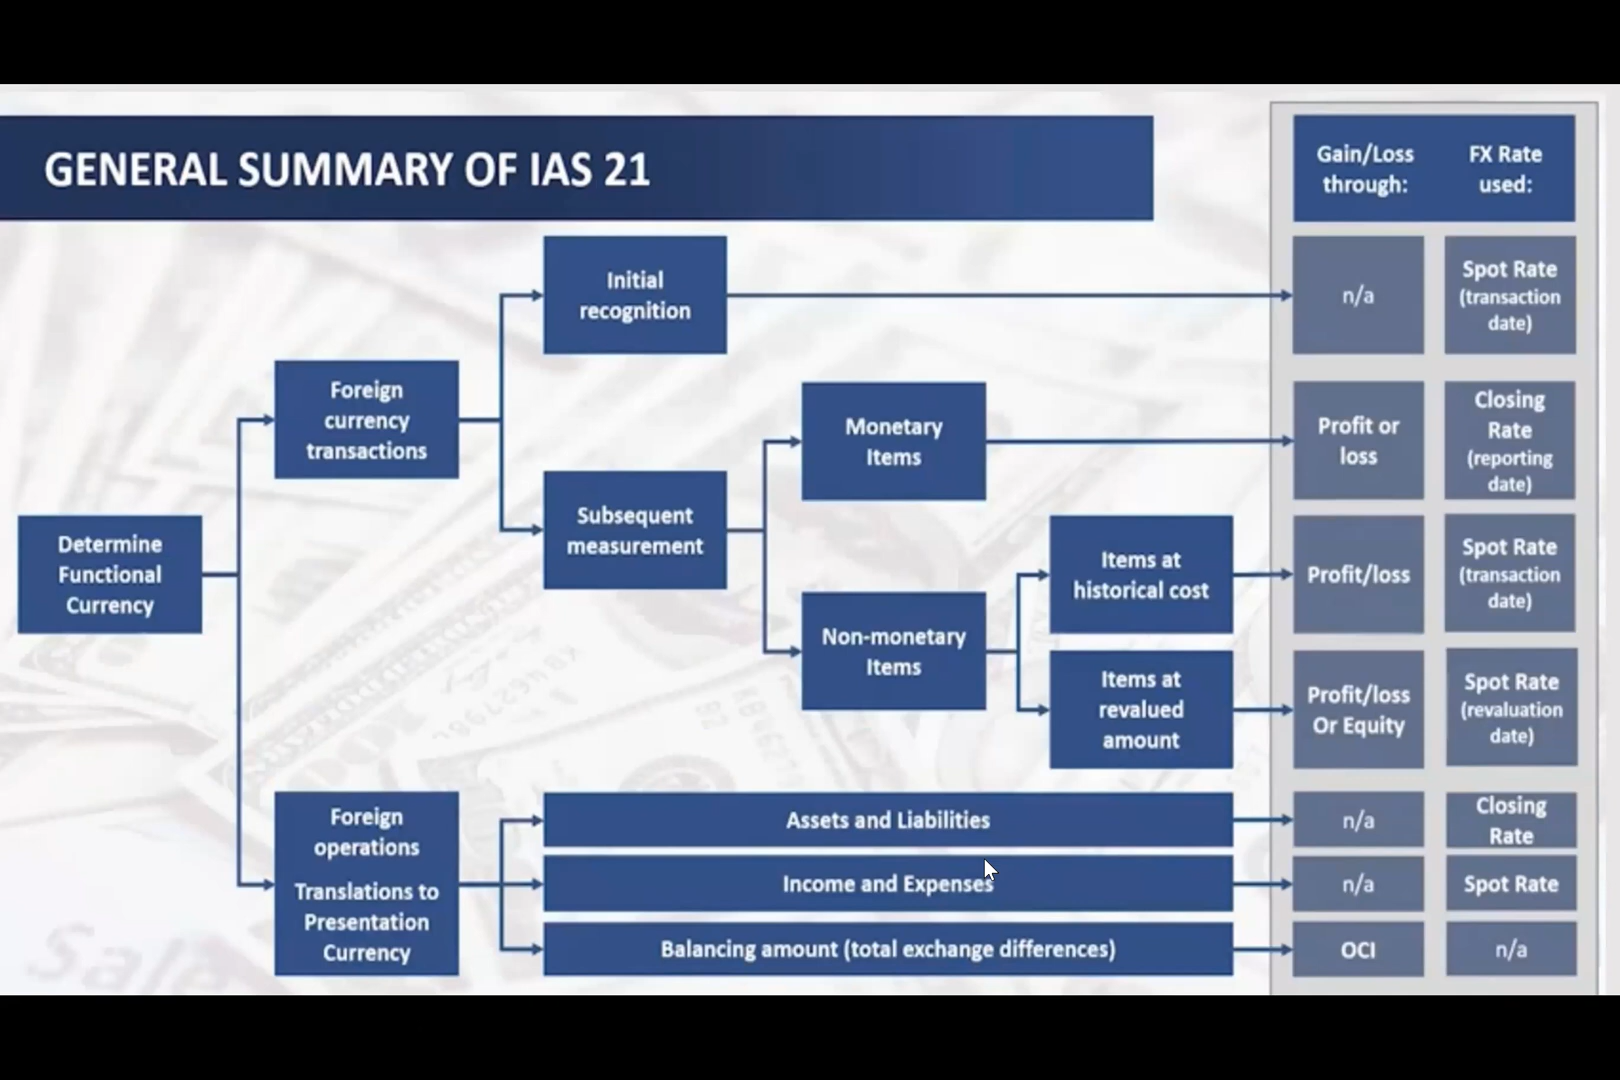 GENERAL SUMMARY OF IAS 21
Gain/Loss
through:
FX Rate
used:
Initial
recognition
n/a
Spot Rate
(transaction
date)
Foreign
currency
transactions
Monetary
Items
Profit or
loss
Closing
Rate
(reporting
date)
Subsequent
measurement
Determine
Functional
Currency
Items at
historical cost
Profit/loss
Spot Rate
(transaction
date)
Non-monetary
Items
Items at
revalued
amount
Profit/loss
Or Equity
Spot Rate
(revaluation
date)
Foreign
operations
Translations to
Presentation
Currency
Assets and Liabilities
n/a
Closing
Rate
Income and Expenses
n/a
Spot Rate
Balancing amount (total exchange differences)
OCI
n/a
Sale